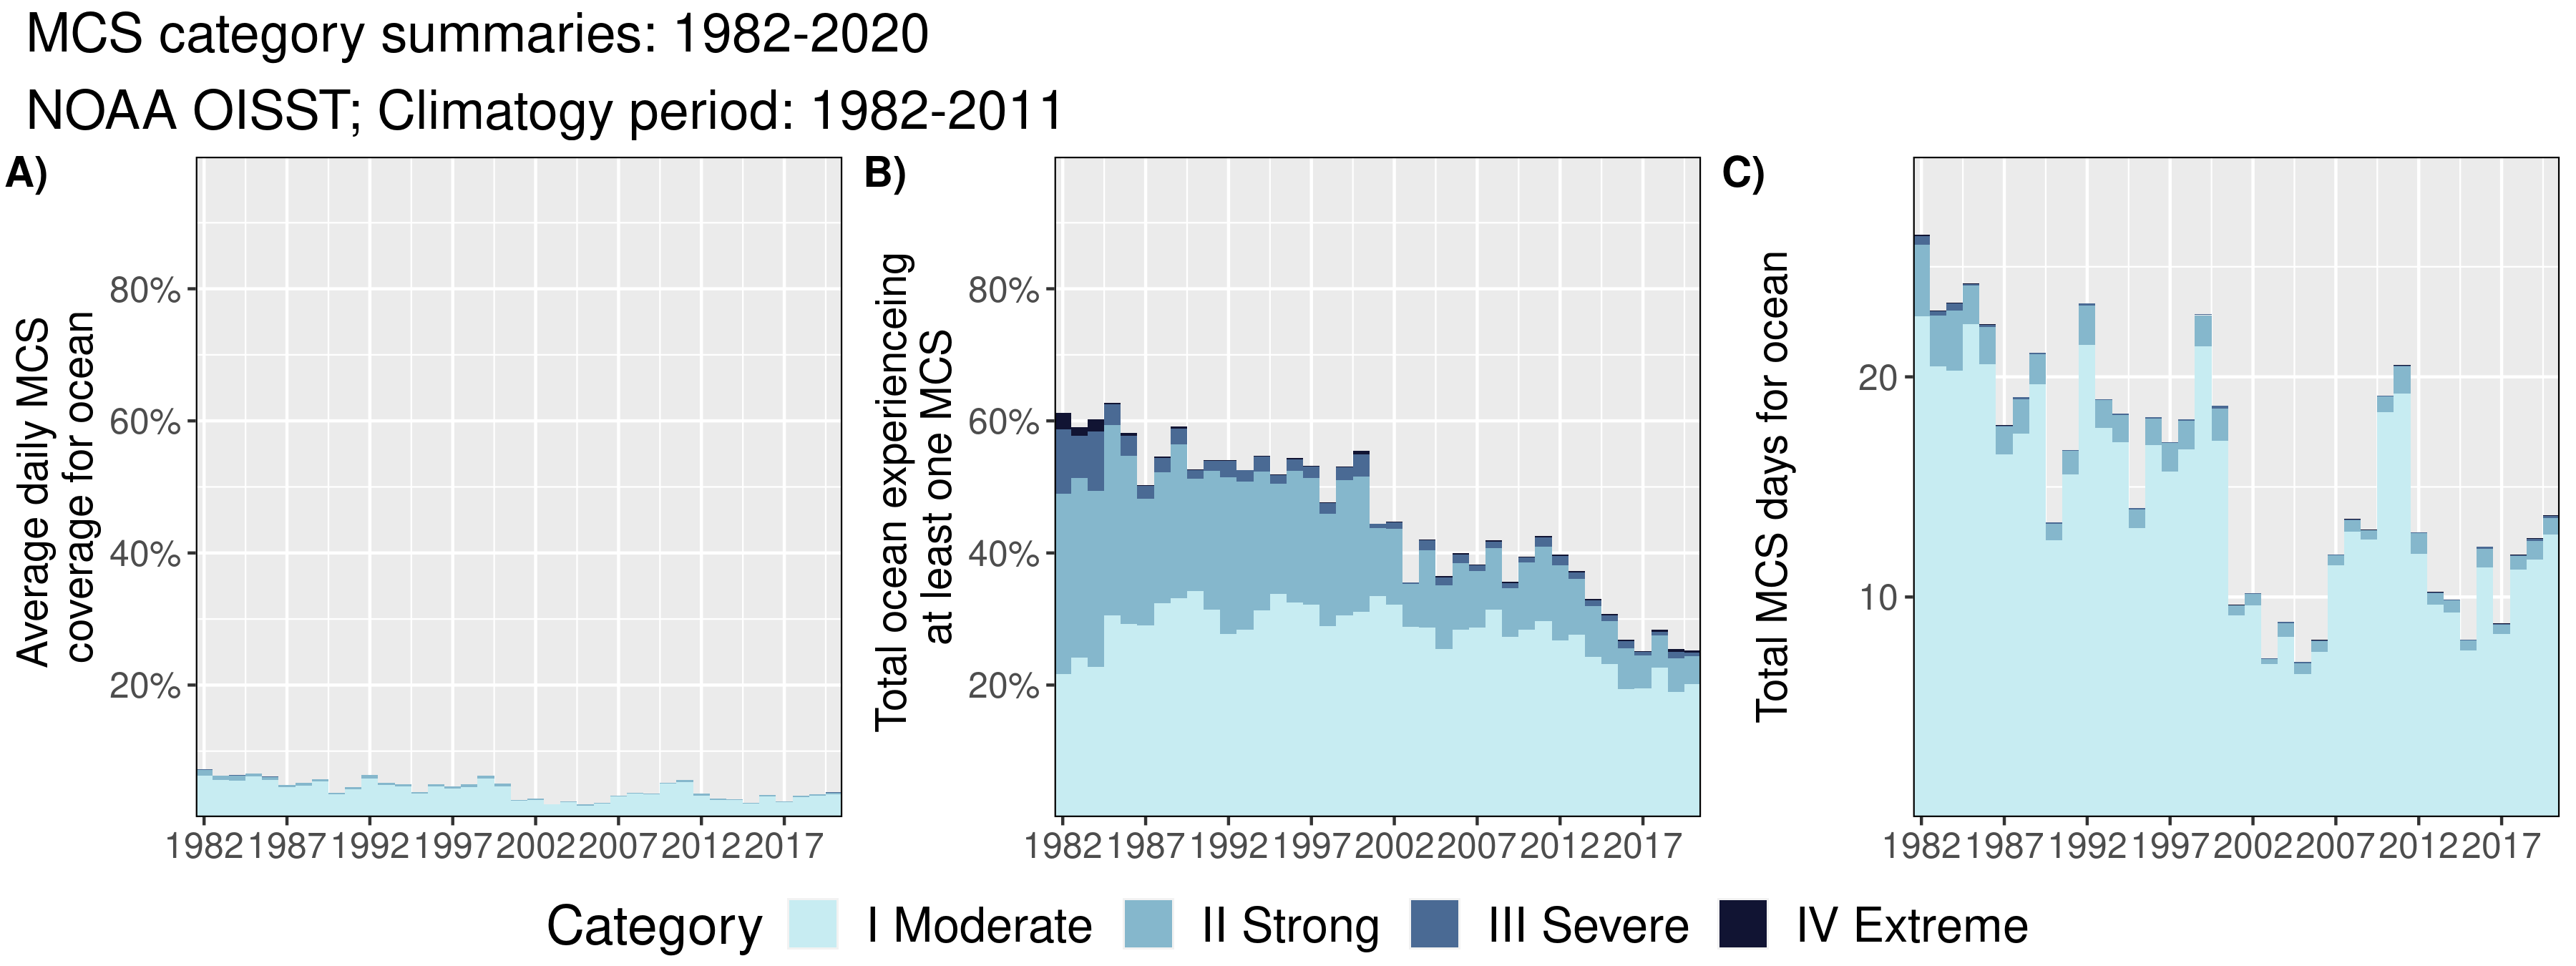 MCS category summaries: 1982-2020
NOAA OISST; Climatogy period: 1982-2011
A)
Average daily MCS
coverage for ocean
80%
60%
40%
20%
1982 1987 1992 1997 2002 2007 2012 2017
B)
Total ocean experienceing
at least one MCS
80%
60%
40%
20%
1982 1987 1992 1997 2002 2007 2012 2017
C)
Total MCS days for ocean
20
10
1982 1987 1992 1997 2002 2007 2012 2017
Category I Moderate II Strong III Severe IV Extreme